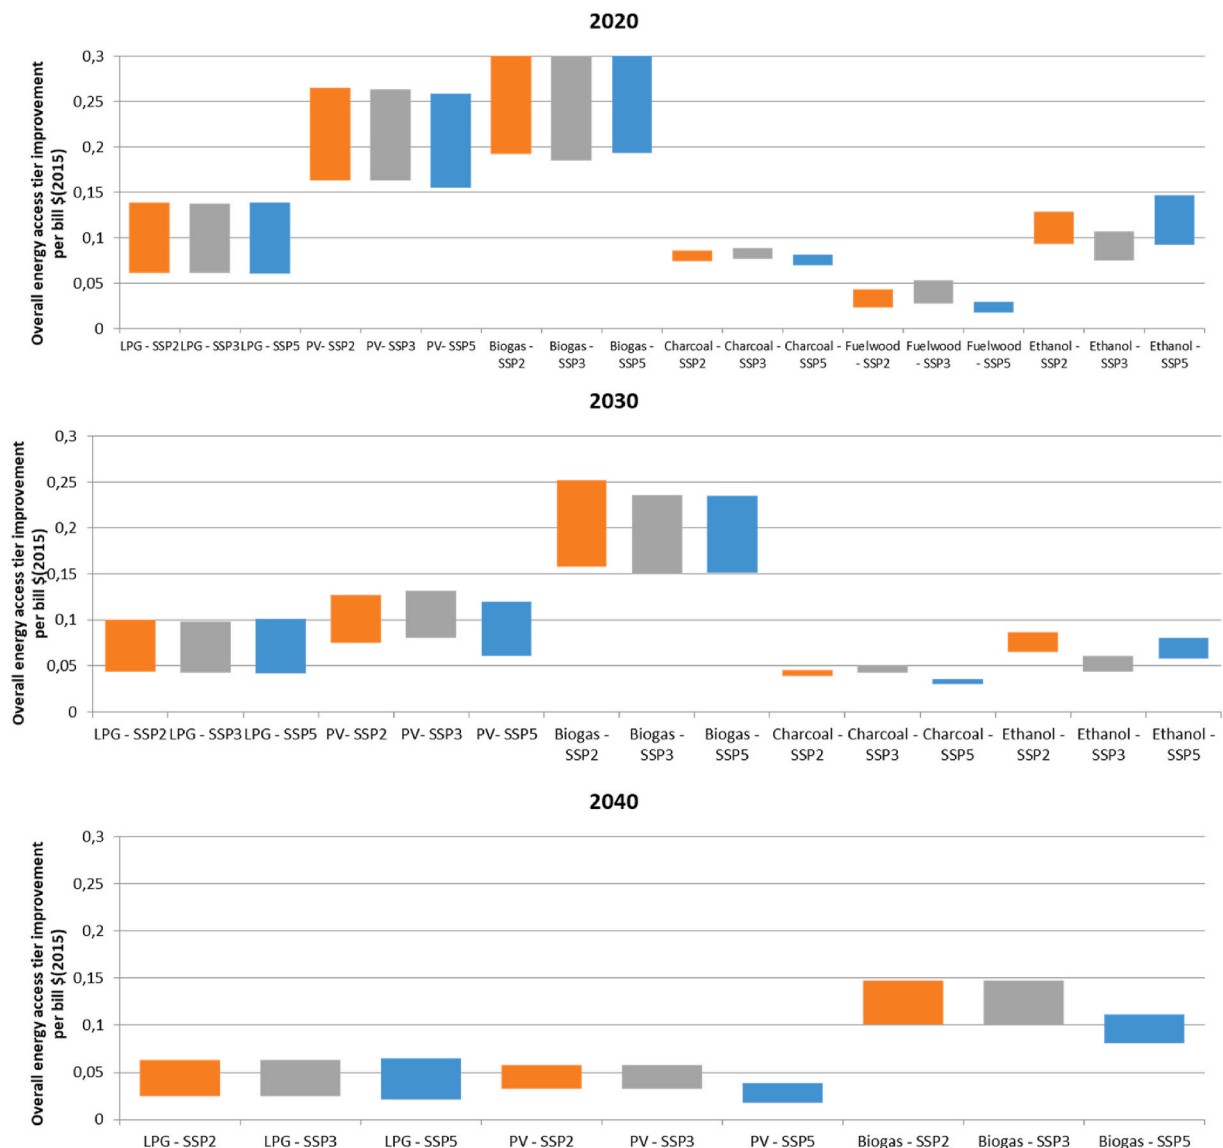 2020
Overall energy access tier improvement
per bill $(2015)
0,3
0,25
0,2
0,15
0,1
0,05
0
LPG - SSP2 LPG - SSP3 LPG - SSP5 PV- SSP2 PV- SSP3 PV- SSP5 Biogas - Biogas - Biogas - Charcoal - Charcoal - Charcoal - Fuelwood Fuelwood Fuelwood Ethanol - Ethanol - Ethanol -
SSP2 SSP3 SSP5 SSP2 SSP3 SSP5 - SSP2 - SSP3 - SSP5 SSP2 SSP3 SSP5
2030
Overall energy access tier improvement
per bill $(2015)
0,3
0,25
0,2
0,15
0,1
0,05
0
LPG - SSP2 LPG - SSP3 LPG - SSP5 PV- SSP2 PV- SSP3 PV- SSP5 Biogas - Biogas - Biogas - Charcoal - Charcoal - Charcoal - Ethanol - Ethanol - Ethanol -
SSP2 SSP3 SSP5 SSP2 SSP3 SSP5 SSP2 SSP3 SSP5
2040
Overall energy access tier improvement
per bill $(2015)
0,3
0,25
0,2
0,15
0,1
0,05
0
LPG - SSP2 LPG - SSP3 LPG - SSP5 PV - SSP2 PV - SSP3 PV - SSP5 Biogas - SSP2 Biogas - SSP3 Biogas - SSP5